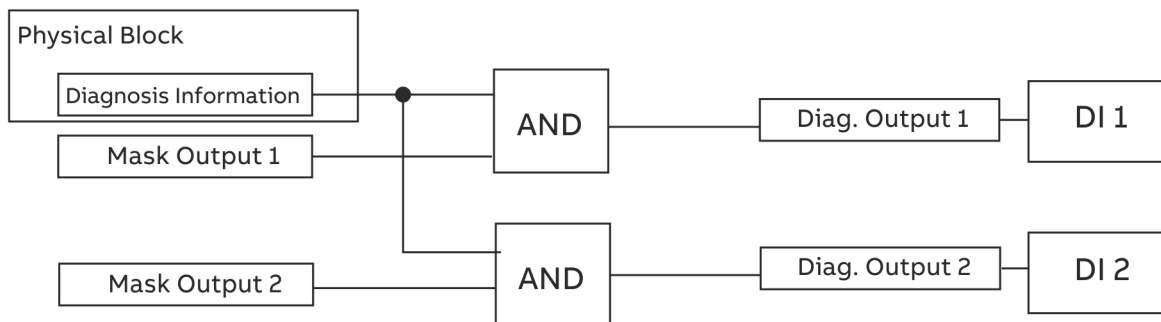 Physical Block
Diagnosis Information
Mask Output 1
AND
Diag. Output 1
DI 1
Mask Output 2
AND
Diag. Output 2
DI 2